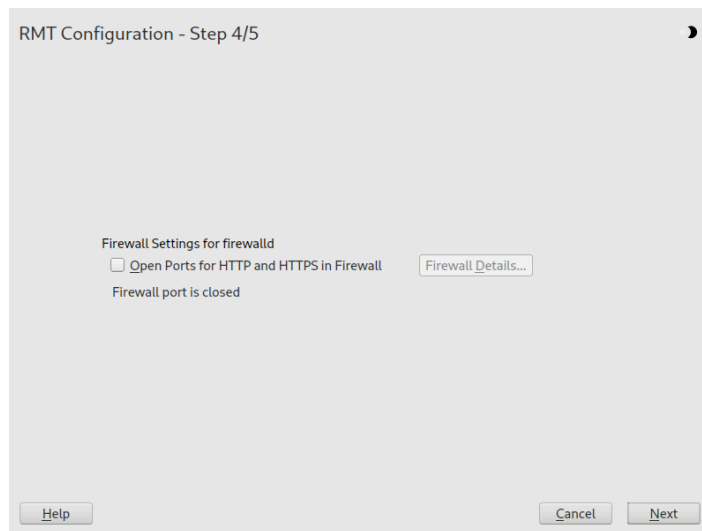 RMT Configuration - Step 4/5
Firewall Settings for firewalld
Open Ports for HTTP and HTTPS in Firewall
Firewall Details...
Firewall port is closed
Help
Cancel
Next